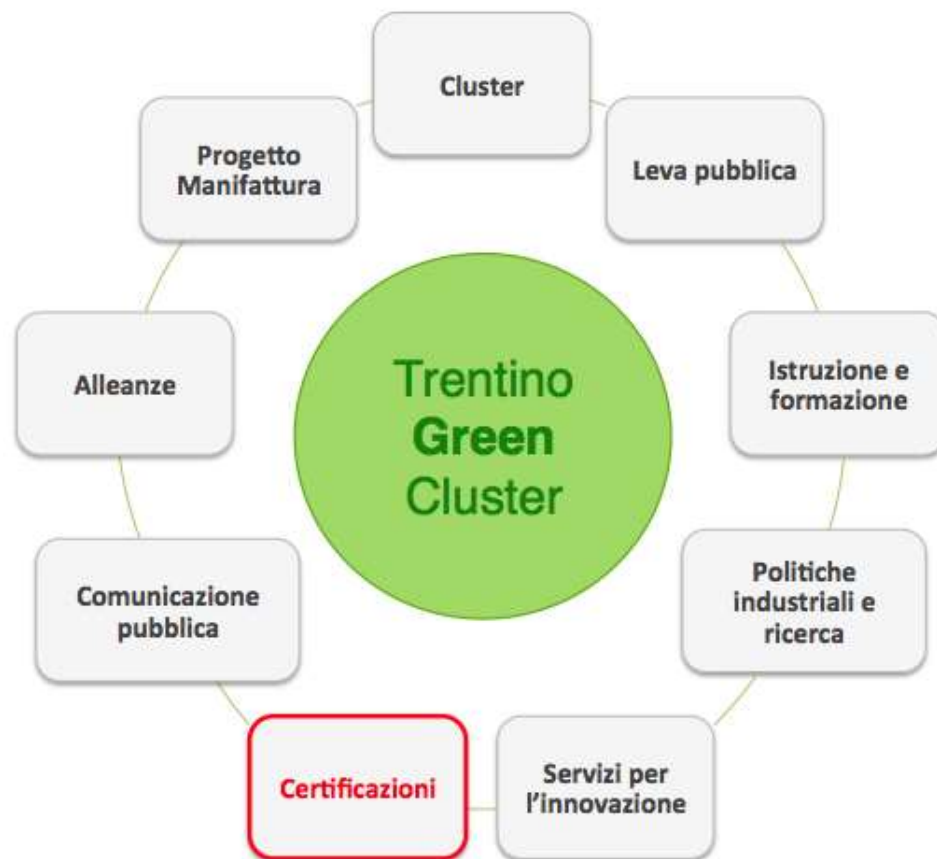 Cluster
Leva pubblica
Istruzione e
formazione
Politiche
industriali e
ricerca
Servizi per
l'innovazione
Certificazioni
Comunicazione
pubblica
Alleanze
Progetto
Manifattura
Trentino
Green
Cluster